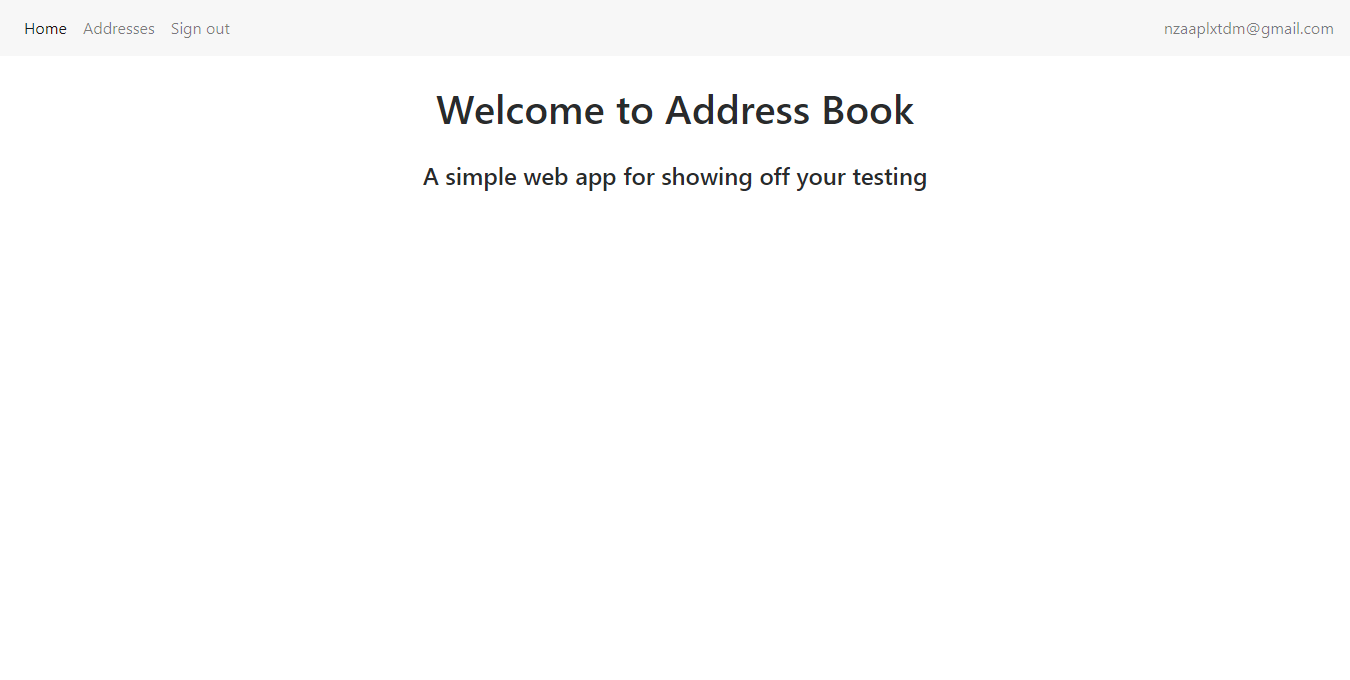 Home Addresses Sign out nzaaplxtdm@gmail.com
Welcome to Address Book
A simple web app for showing off your testing